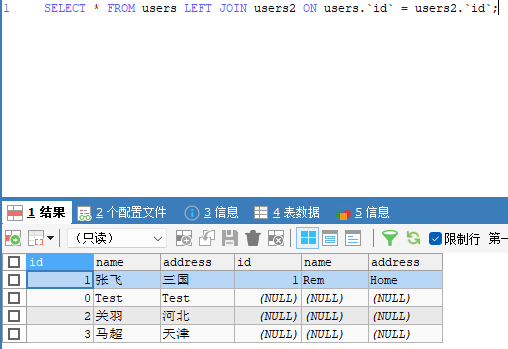 1 SELECT * FROM users LEFT JOIN users2 ON users.`id` = users2.`id`;
1 结果 2 个配置文件 3 信息 4 表数据 5 信息
（只读） 限制行 第一
id name address id name address
1 张飞 三国 1 Rem Home
0 Test Test (NULL) (NULL) (NULL)
2 关羽 河北 (NULL) (NULL) (NULL)
3 马超 天津 (NULL) (NULL) (NULL)